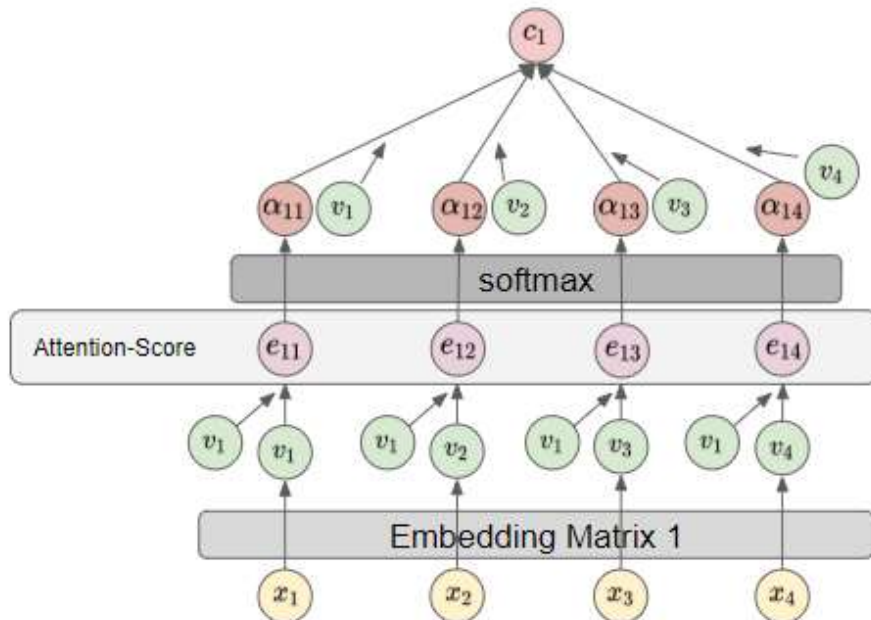 c₁
v₄
α₁₁ v₁ α₁₂ v₂ α₁₃ v₃ α₁₄
softmax
Attention-Score e₁₁ e₁₂ e₁₃ e₁₄
v₁ v₁ v₁ v₂ v₁ v₃ v₁ v₄
Embedding Matrix 1
x₁ x₂ x₃ x₄